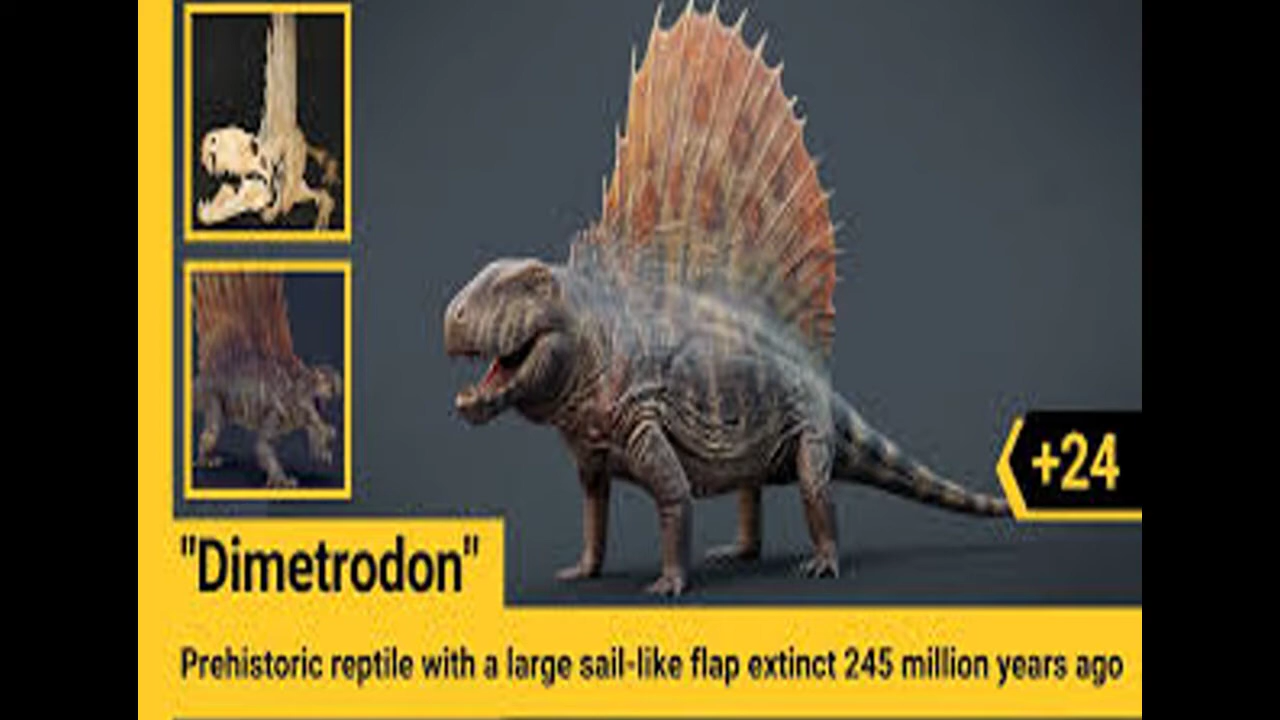 +24
"Dimetrodon"
Prehistoric reptile with a large sail-like flap extinct 245 million years ago